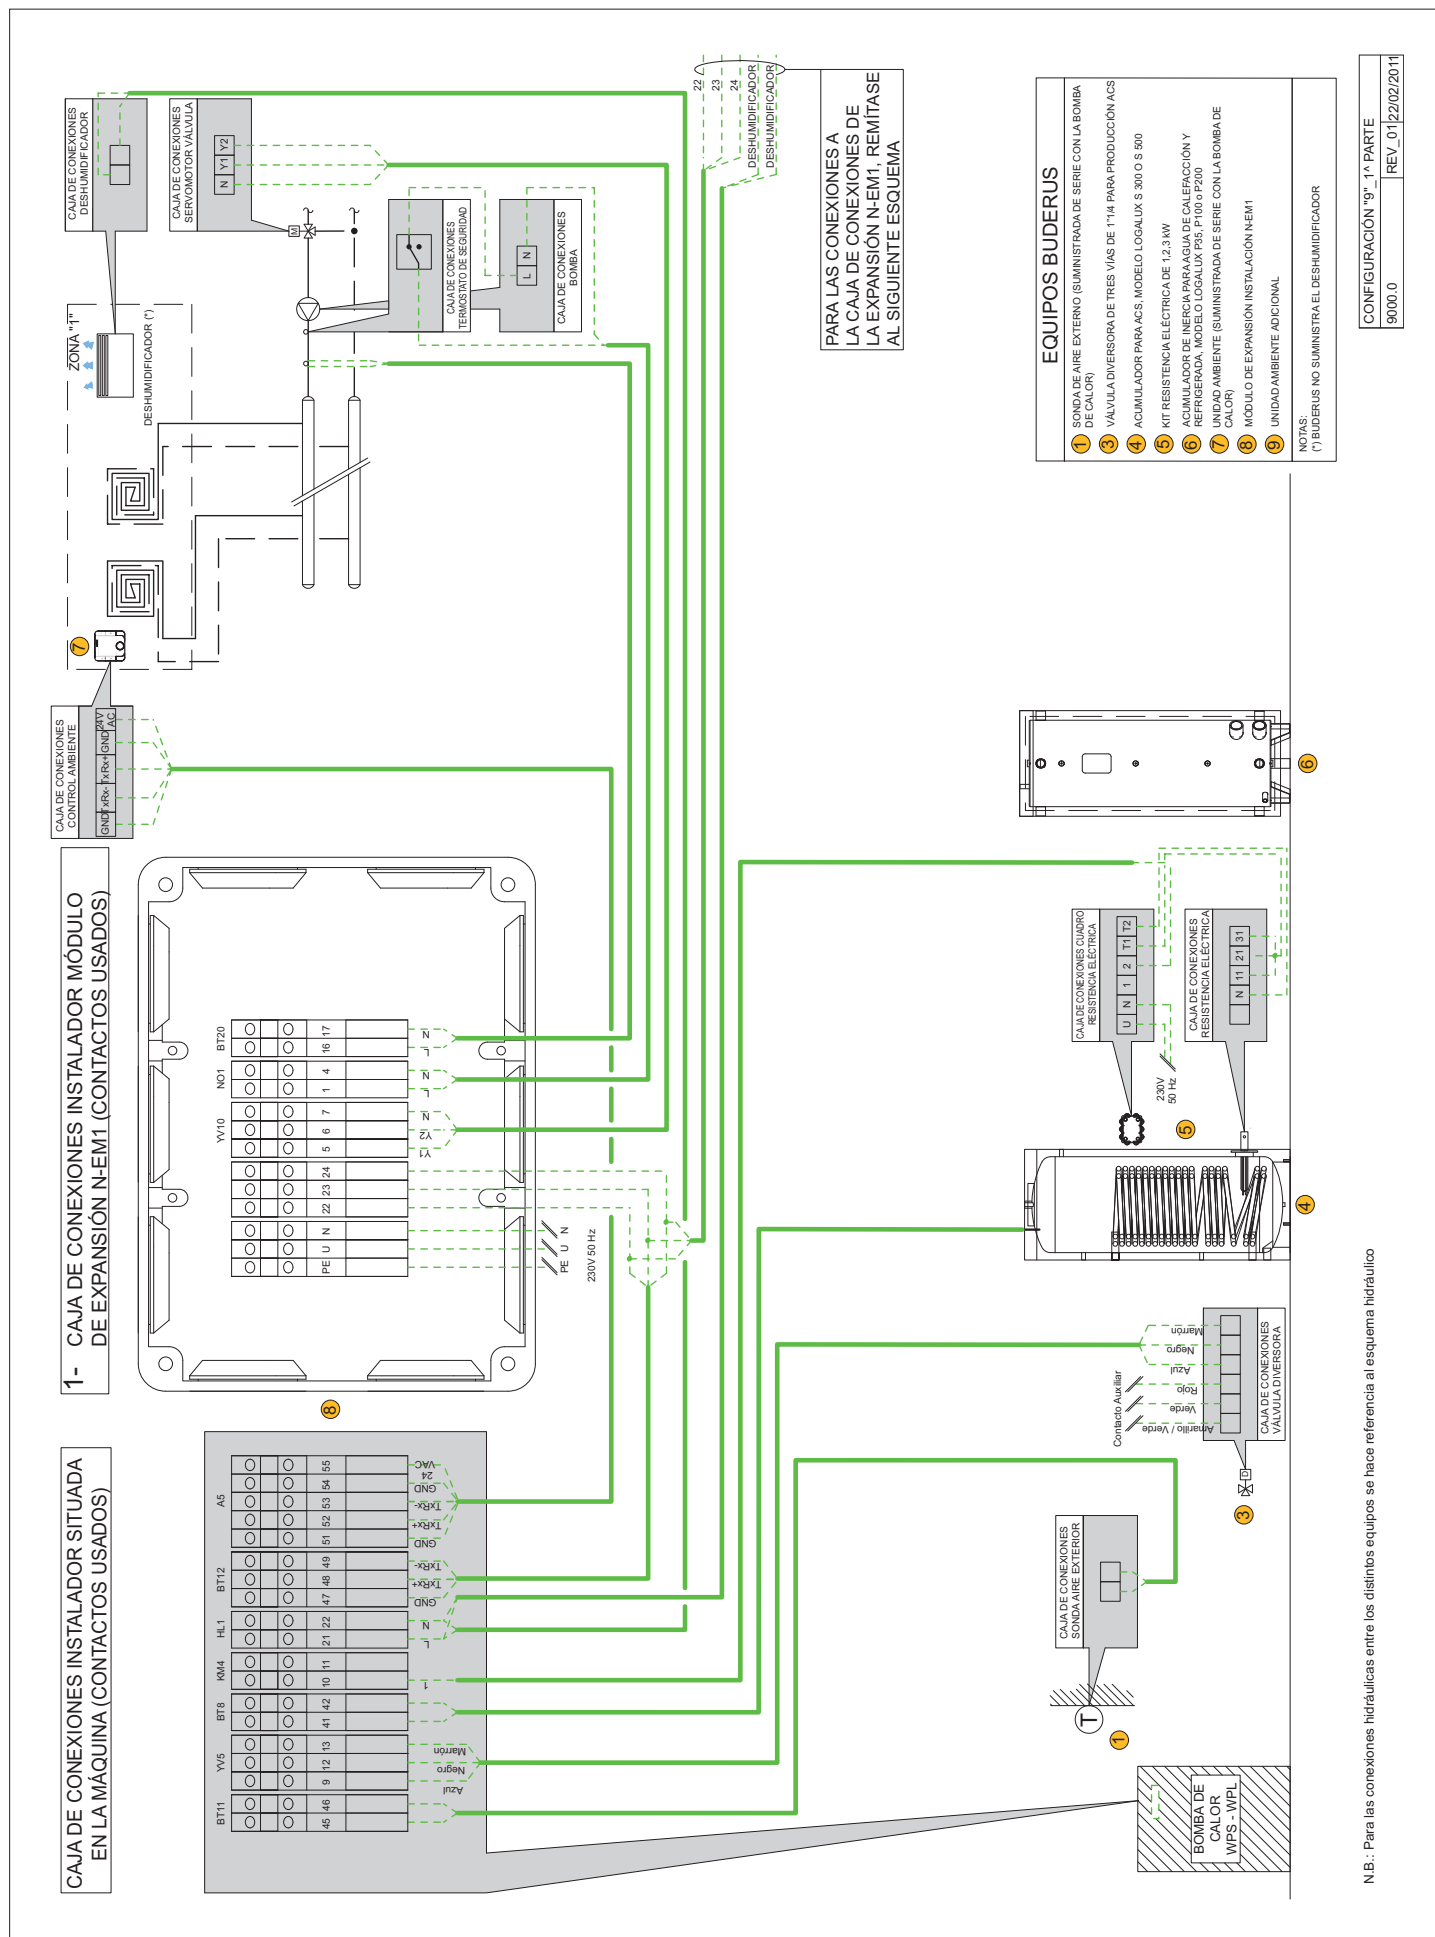 CAJA DE CONEXIONES INSTALADOR SITUADA
EN LA MÁQUINA (CONTACTOS USADOS)
BT11
YV5
BT8
KM4
HL1
BT12
A5
45 46 9 12 13 41 42 10 11 21 22 47 48 49 51 52 53 54 55
Azul
Negro
Marrón
1
L
N
GND
TxRx+
TxRx-
GND
TxRx+
TxRx-
GND
24
VAC
1- CAJA DE CONEXIONES INSTALADOR MÓDULO
DE EXPANSIÓN N-EM1 (CONTACTOS USADOS)
8
YV10
NO1
BT20
PE U N 22 23 24 5 6 7 1 4 16 17
Y1
Y2
N
L
N
L
N
PE
U
N
230V 50 Hz
CAJA DE CONEXIONES
CONTROL AMBIENTE
GND TxRx- TxRx+ GND 24V
AC
7
ZONA "1"
DESHUMIDIFICADOR (*)
CAJA DE CONEXIONES
DESHUMIDIFICADOR
CAJA DE CONEXIONES
SERVOMOTOR VÁLVULA
N Y1 Y2
M
CAJA DE CONEXIONES
TERMOSTATO DE SEGURIDAD
L N
CAJA DE CONEXIONES
BOMBA
22
23
24
DESHUMIDIFICADOR
DESHUMIDIFICADOR
PARA LAS CONEXIONES A
LA CAJA DE CONEXIONES DE
LA EXPANSIÓN N-EM1, REMÍTASE
AL SIGUIENTE ESQUEMA
BOMBA DE
CALOR
WPS - WPL
T
1
CAJA DE CONEXIONES
SONDA AIRE EXTERIOR
3
D
Contacto Auxiliar
Amarillo / Verde
Verde
Rojo
Azul
Negro
Marrón
CAJA DE CONEXIONES
VÁLVULA DIVERSORA
4
5
230V
50 Hz
CAJA DE CONEXIONES CUADRO
RESISTENCIA ELÉCTRICA
U N 1 2 T1 T2
CAJA DE CONEXIONES
RESISTENCIA ELÉCTRICA
N 11 21 31
6
EQUIPOS BUDERUS
1 SONDA DE AIRE EXTERNO (SUMINISTRADA DE SERIE CON LA BOMBA
DE CALOR)
3 VÁLVULA DIVERSORA DE TRES VÍAS DE 1"1/4 PARA PRODUCCIÓN ACS
4 ACUMULADOR PARA ACS, MODELO LOGALUX S 300 O S 500
5 KIT RESISTENCIA ELÉCTRICA DE 1,2,3 kW
6 ACUMULADOR DE INERCIA PARA AGUA DE CALEFACCIÓN Y
REFRIGERADA, MODELO LOGALUX P35, P100 o P200
7 UNIDAD AMBIENTE (SUMINISTRADA DE SERIE CON LA BOMBA DE
CALOR)
8 MÓDULO DE EXPANSIÓN INSTALACIÓN N-EM1
9 UNIDAD AMBIENTE ADICIONAL
NOTAS:
(*) BUDERUS NO SUMINISTRA EL DESHUMIDIFICADOR
CONFIGURACIÓN "9"_1^ PARTE
9000.0 REV_01 22/02/2011
N.B.: Para las conexiones hidráulicas entre los distintos equipos se hace referencia al esquema hidráulico